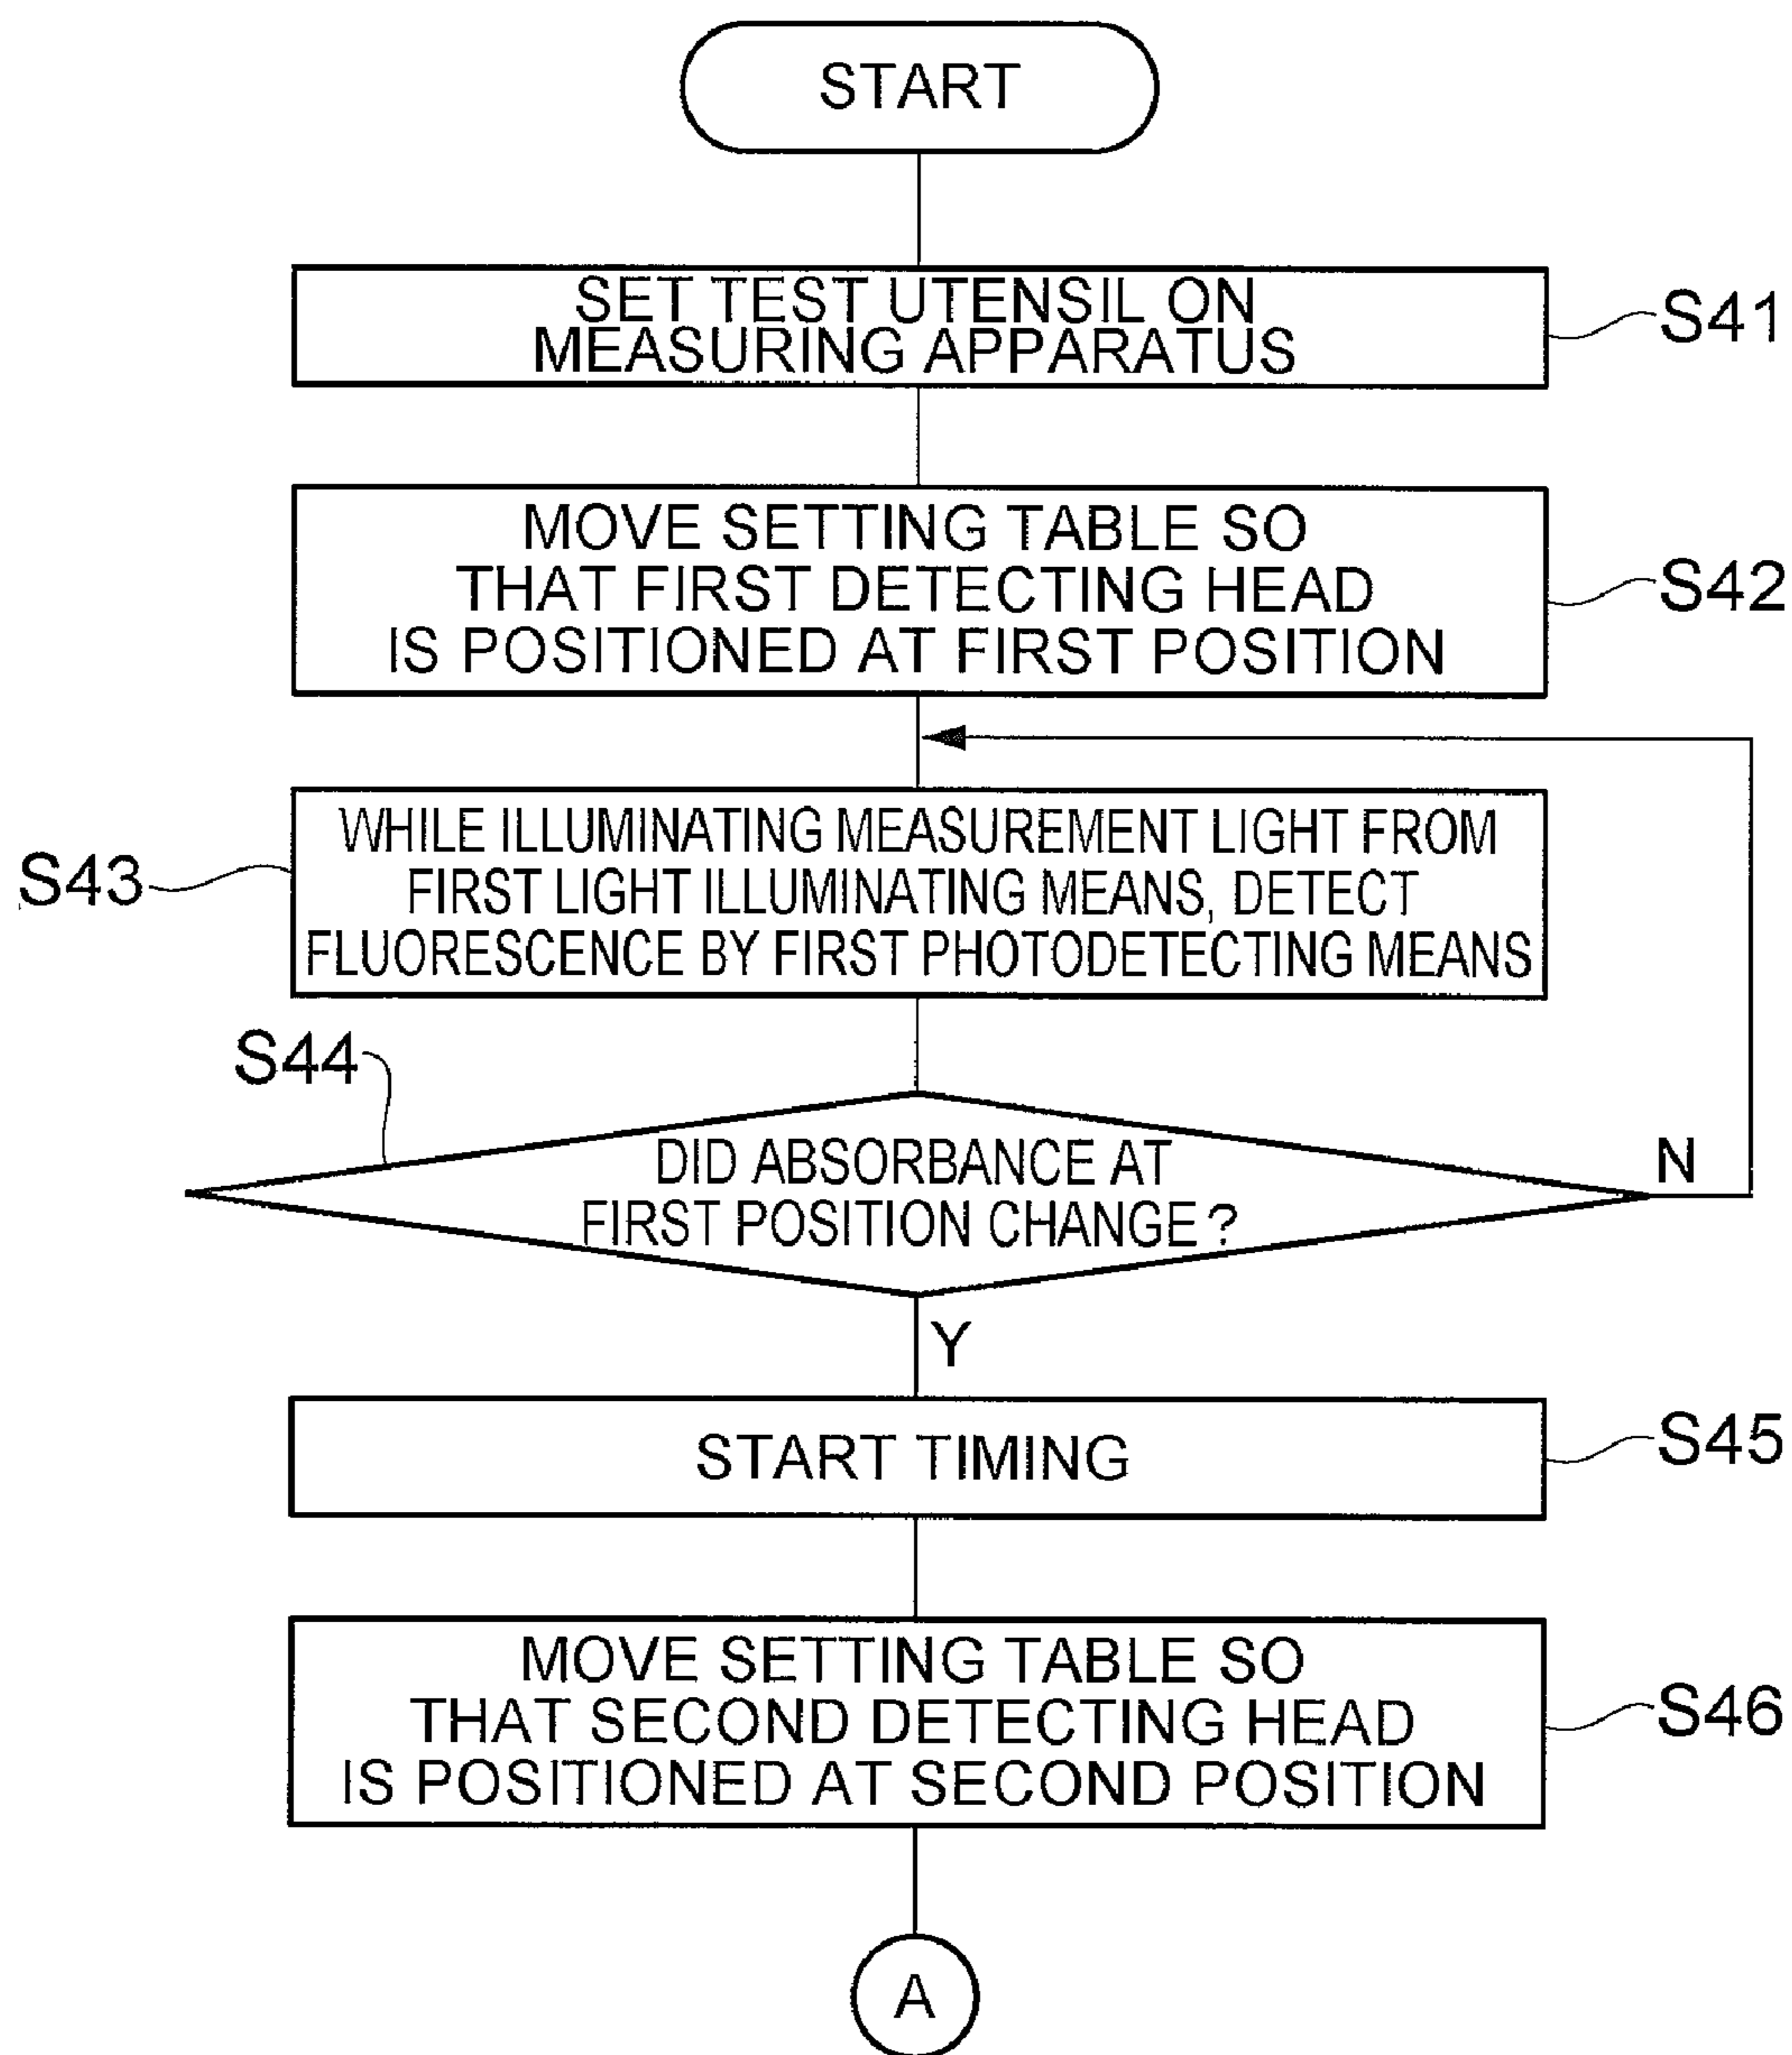 START
SET TEST UTENSIL ON
MEASURING APPARATUS
S41
MOVE SETTING TABLE SO
THAT FIRST DETECTING HEAD
IS POSITIONED AT FIRST POSITION
S42
WHILE ILLUMINATING MEASUREMENT LIGHT FROM
FIRST LIGHT ILLUMINATING MEANS, DETECT
FLUORESCENCE BY FIRST PHOTODETECTING MEANS
S43
S44
DID ABSORBANCE AT
FIRST POSITION CHANGE?
N
Y
START TIMING
S45
MOVE SETTING TABLE SO
THAT SECOND DETECTING HEAD
IS POSITIONED AT SECOND POSITION
S46
A